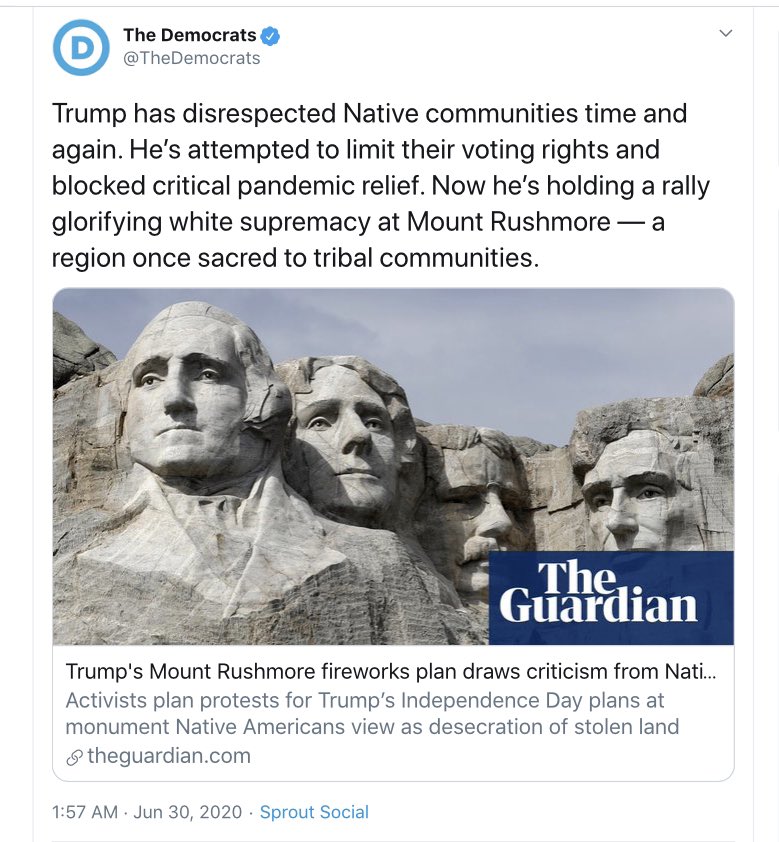 The Democrats
@TheDemocrats
Trump has disrespected Native communities time and
again. He’s attempted to limit their voting rights and
blocked critical pandemic relief. Now he’s holding a rally
glorifying white supremacy at Mount Rushmore — a
region once sacred to tribal communities.
The
Guardian
Trump's Mount Rushmore fireworks plan draws criticism from Nati...
Activists plan protests for Trump’s Independence Day plans at
monument Native Americans view as desecration of stolen land
theguardian.com
1:57 AM · Jun 30, 2020 · Sprout Social